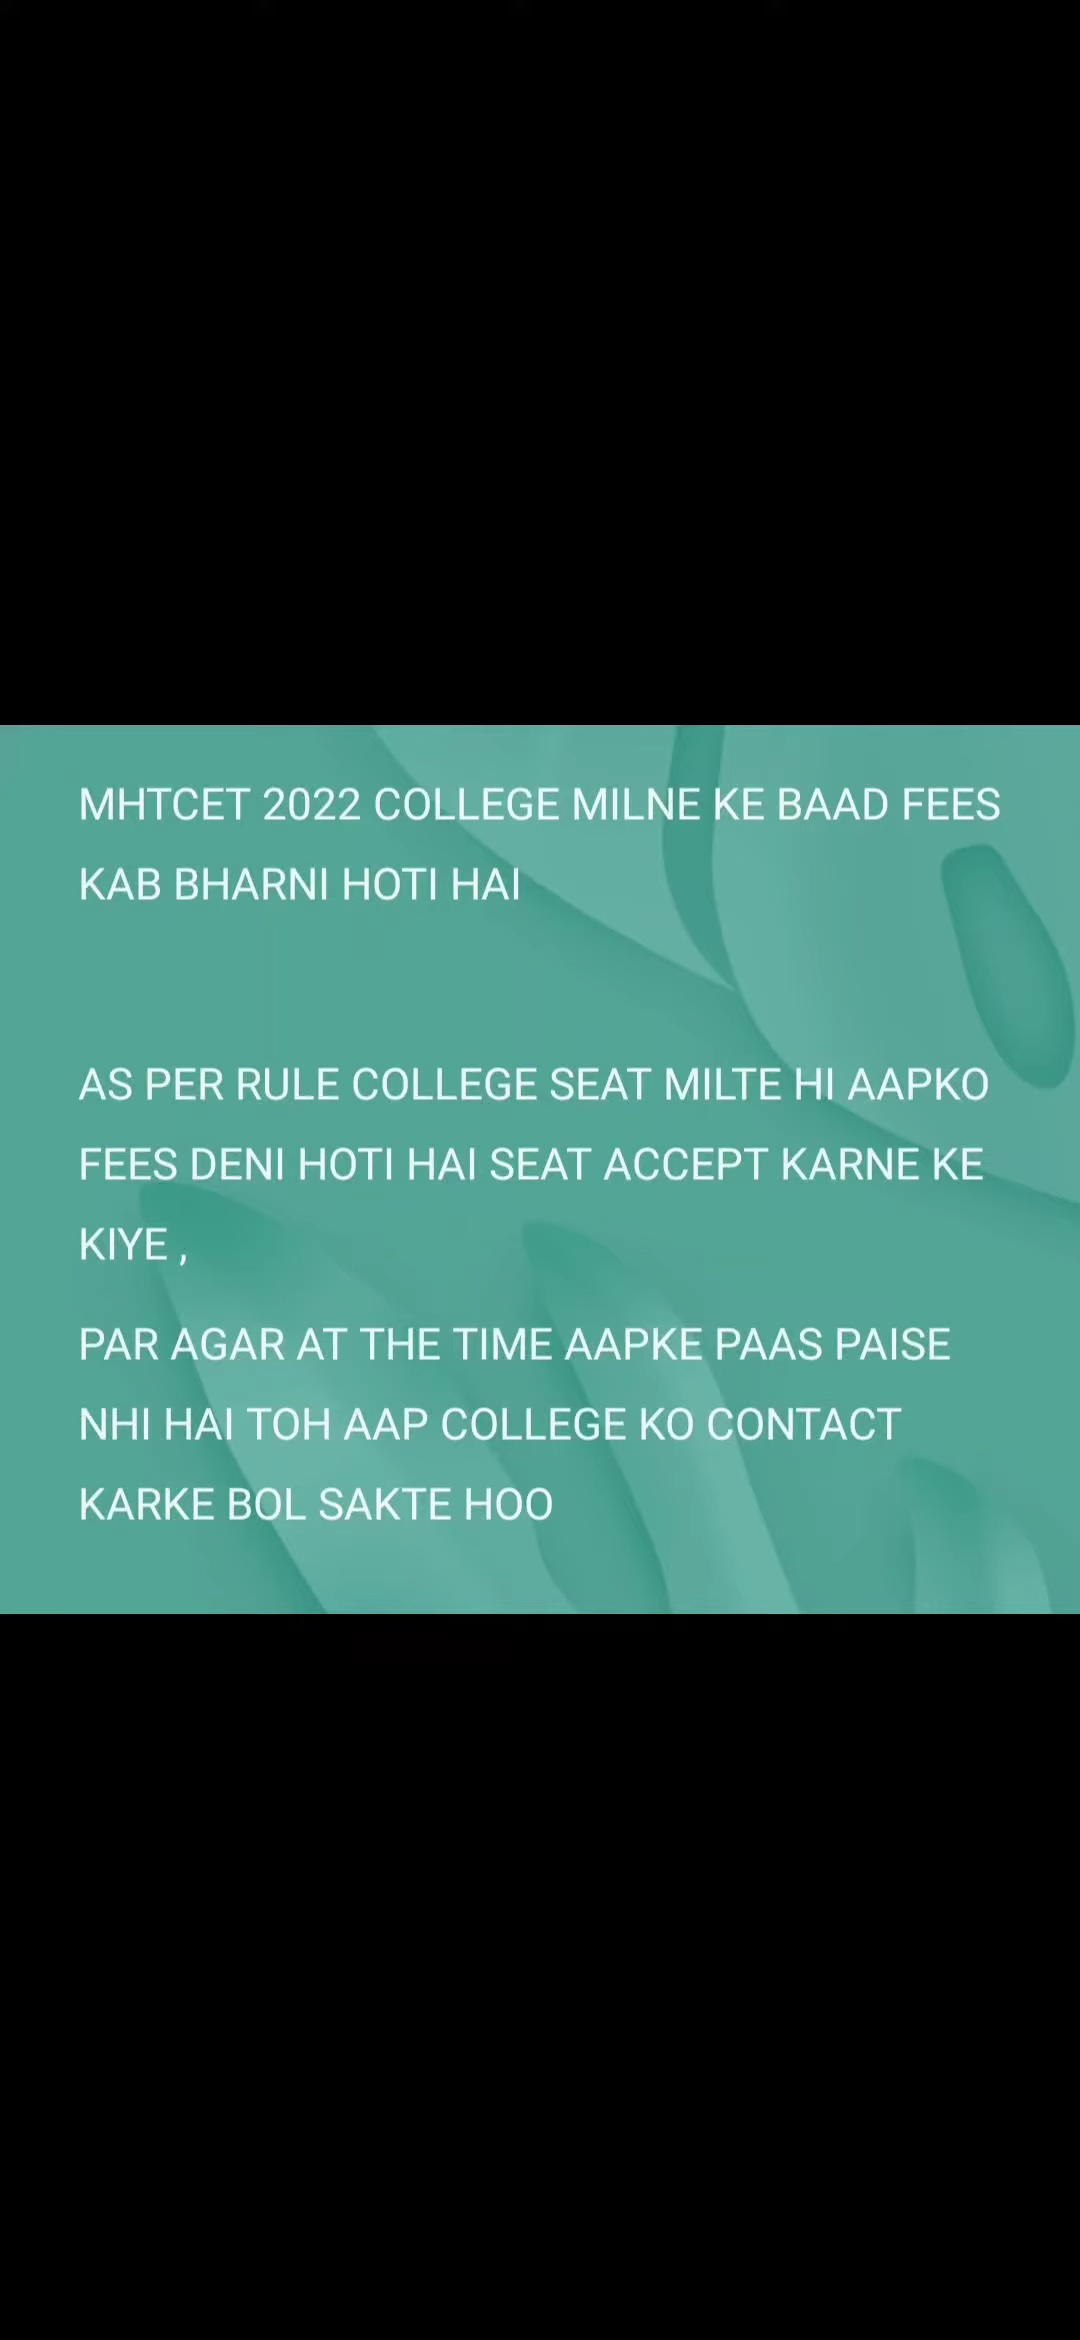 MHTCET 2022 COLLEGE MILNE KE BAAD FEES
KAB BHARNI HOTI HAI
AS PER RULE COLLEGE SEAT MILTE HI AAPKO
FEES DENI HOTI HAI SEAT ACCEPT KARNE KE
KIYE ,
PAR AGAR AT THE TIME AAPKE PAAS PAISE
NHI HAI TOH AAP COLLEGE KO CONTACT
KARKE BOL SAKTE HOO